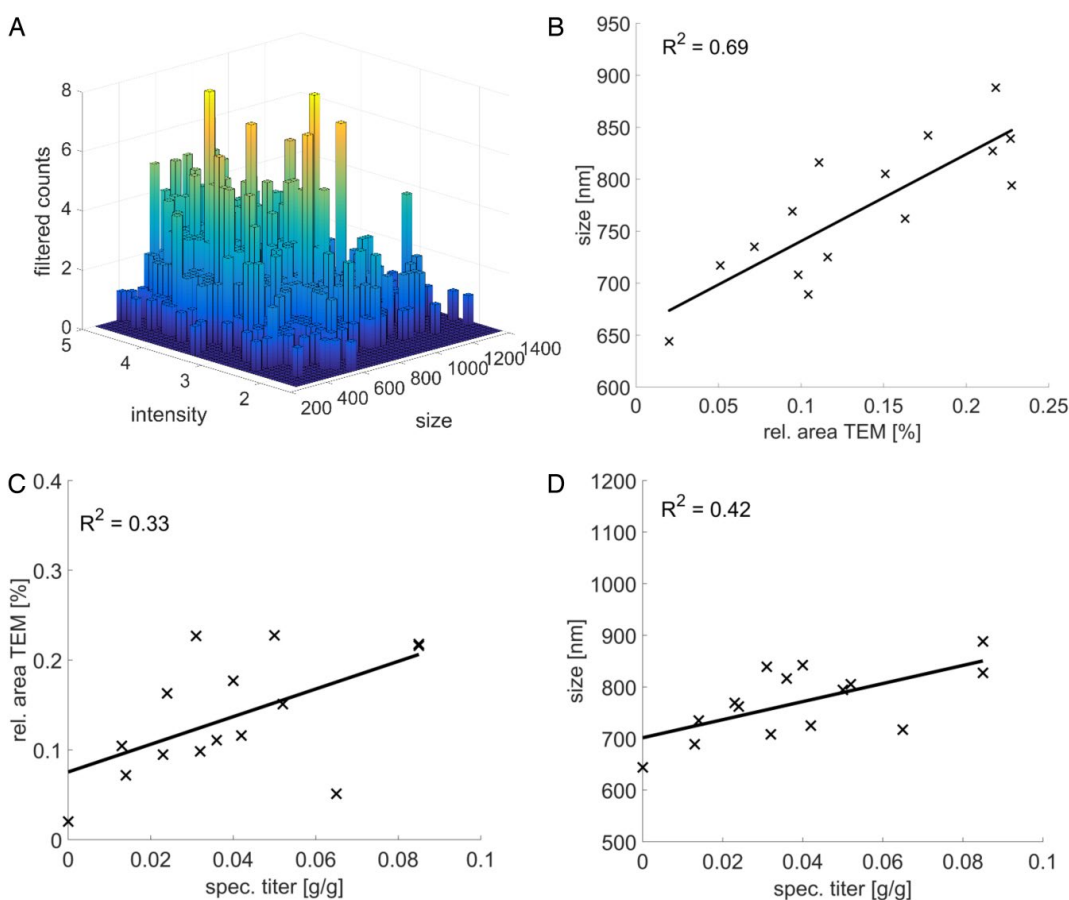 A
8
6
4
2
0
filtered counts
5
4
3
2
intensity
200
400
600
800
1000
1200
1400
size
B
R² = 0.69
950
900
850
800
750
700
650
600
size [nm]
0 0.05 0.1 0.15 0.2 0.25
rel. area TEM [%]
C
R² = 0.33
0.4
0.3
0.2
0.1
0
rel. area TEM [%]
0 0.02 0.04 0.06 0.08 0.1
spec. titer [g/g]
D
R² = 0.42
1200
1100
1000
900
800
700
600
500
size [nm]
0 0.02 0.04 0.06 0.08 0.1
spec. titer [g/g]